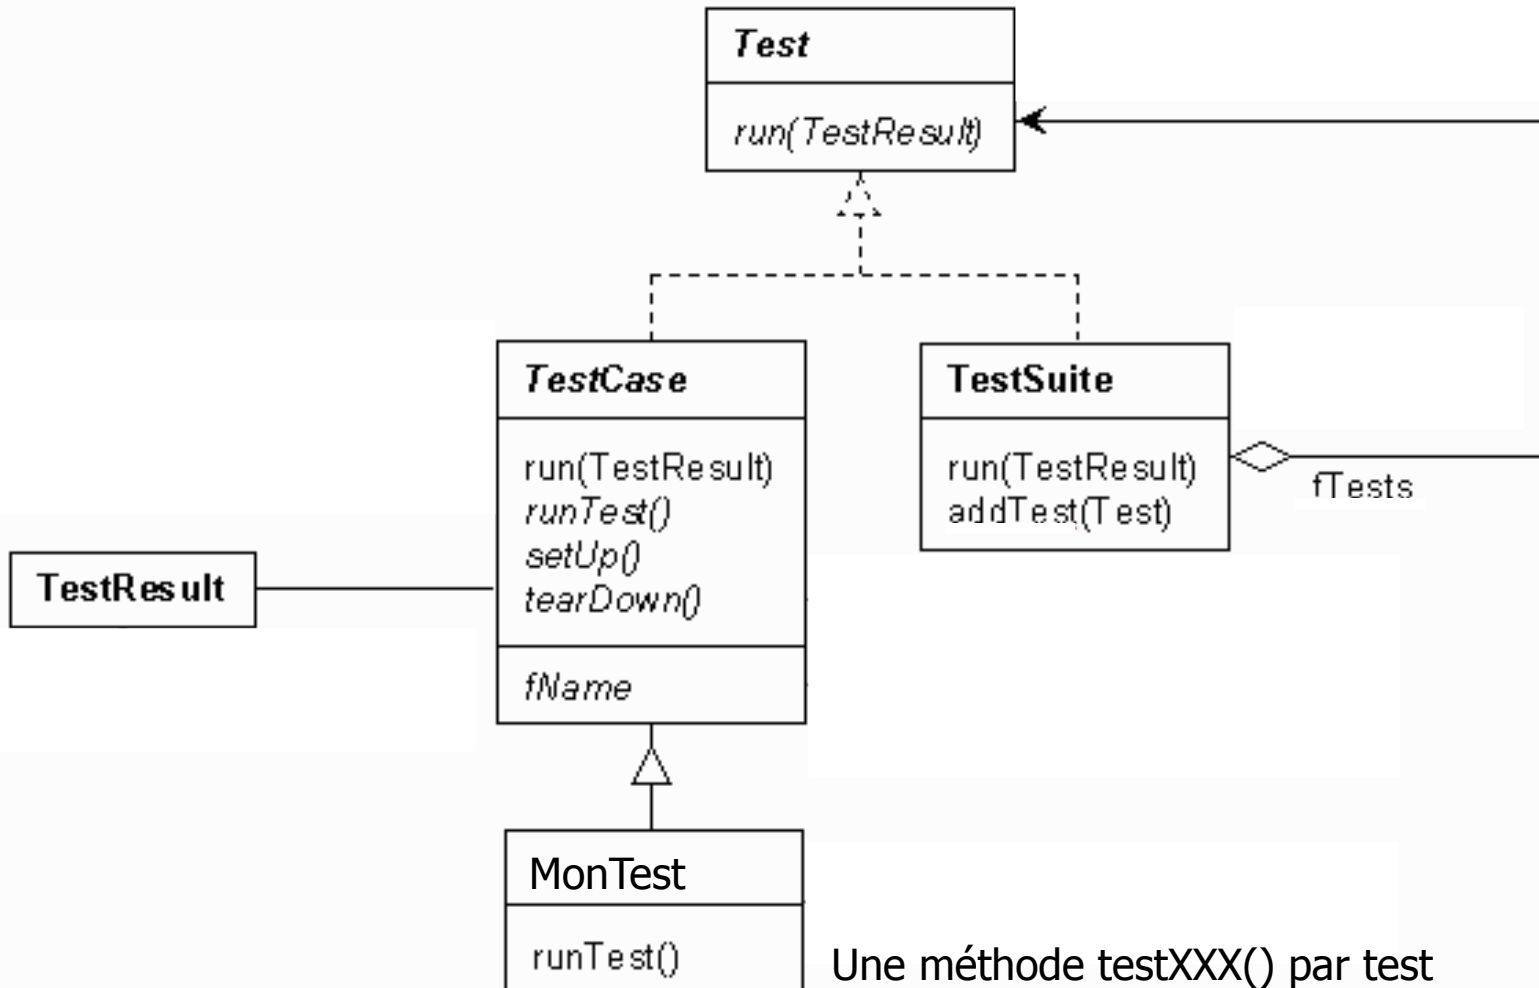 Test
run(TestResult)
TestCase
run(TestResult)
runTest()
setUp()
tearDown()
fName
TestSuite
run(TestResult)
addTest(Test)
fTests
TestResult
MonTest
runTest()
Une méthode testXXX() par test